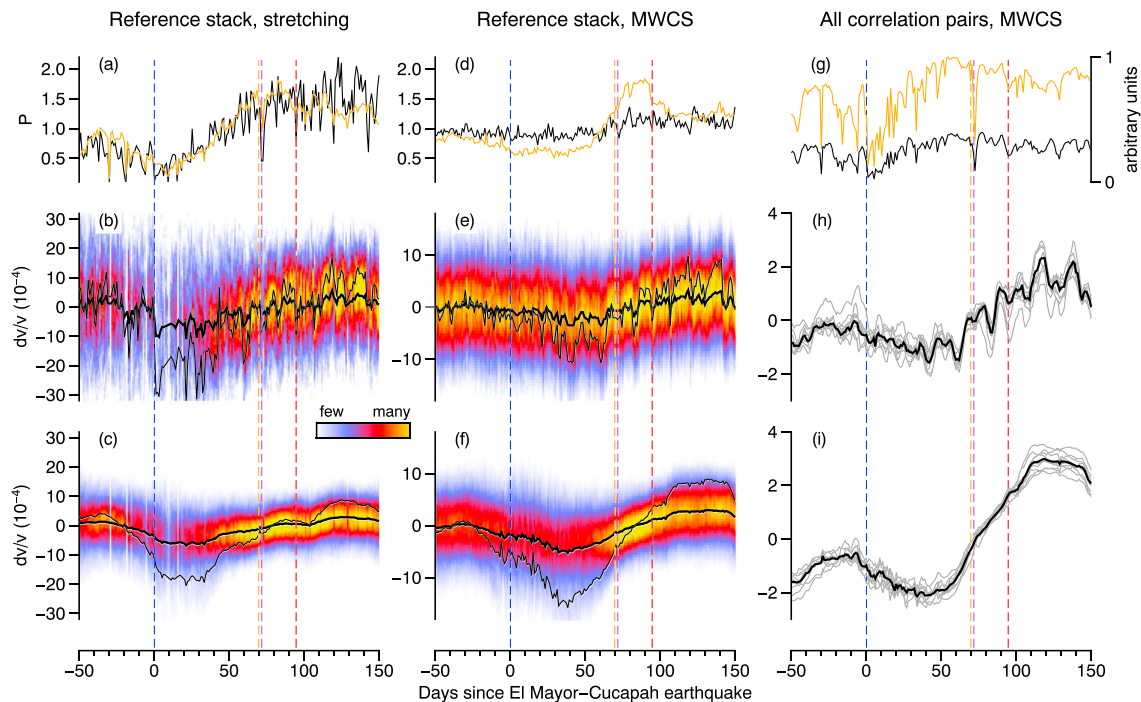 Reference stack, stretching
Reference stack, MWCS
All correlation pairs, MWCS
(a)
2.0
1.5
1.0
0.5
P
(d)
2.0
1.5
1.0
0.5
(g)
1
0
arbitrary units
(b)
30
20
10
0
−10
−20
−30
dv/v (10⁻⁴)
few many
(e)
10
0
−10
(h)
4
2
0
−2
(c)
30
20
10
0
−10
−20
−30
dv/v (10⁻⁴)
(f)
10
0
−10
(i)
4
2
0
−2
−50 0 50 100 150
−50 0 50 100 150
−50 0 50 100 150
Days since El Mayor−Cucapah earthquake